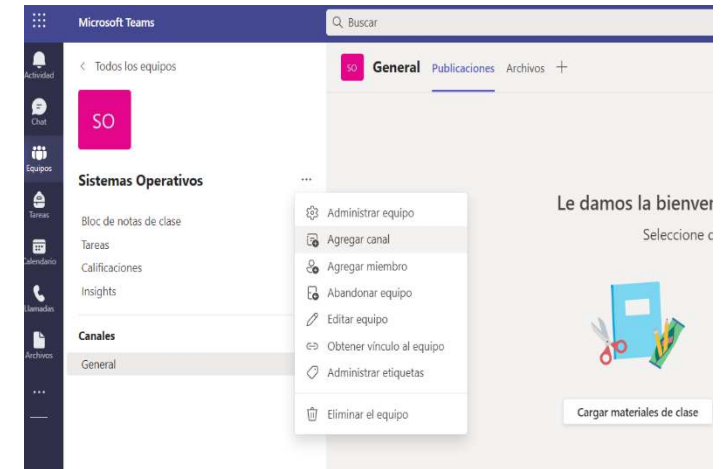 Microsoft Teams
Buscar
Actividad
Chat
Equipos
Tareas
Calendario
Llamadas
Archivos
Todos los equipos
SO
Sistemas Operativos
Bloc de notas de clase
Tareas
Calificaciones
Insights
Canales
General
Administrar equipo
Agregar canal
Agregar miembro
Abandonar equipo
Editar equipo
Obtener vínculo al equipo
Administrar etiquetas
Eliminar el equipo
SO General Publicaciones Archivos
Le damos la bienver
Seleccione c
Cargar materiales de clase